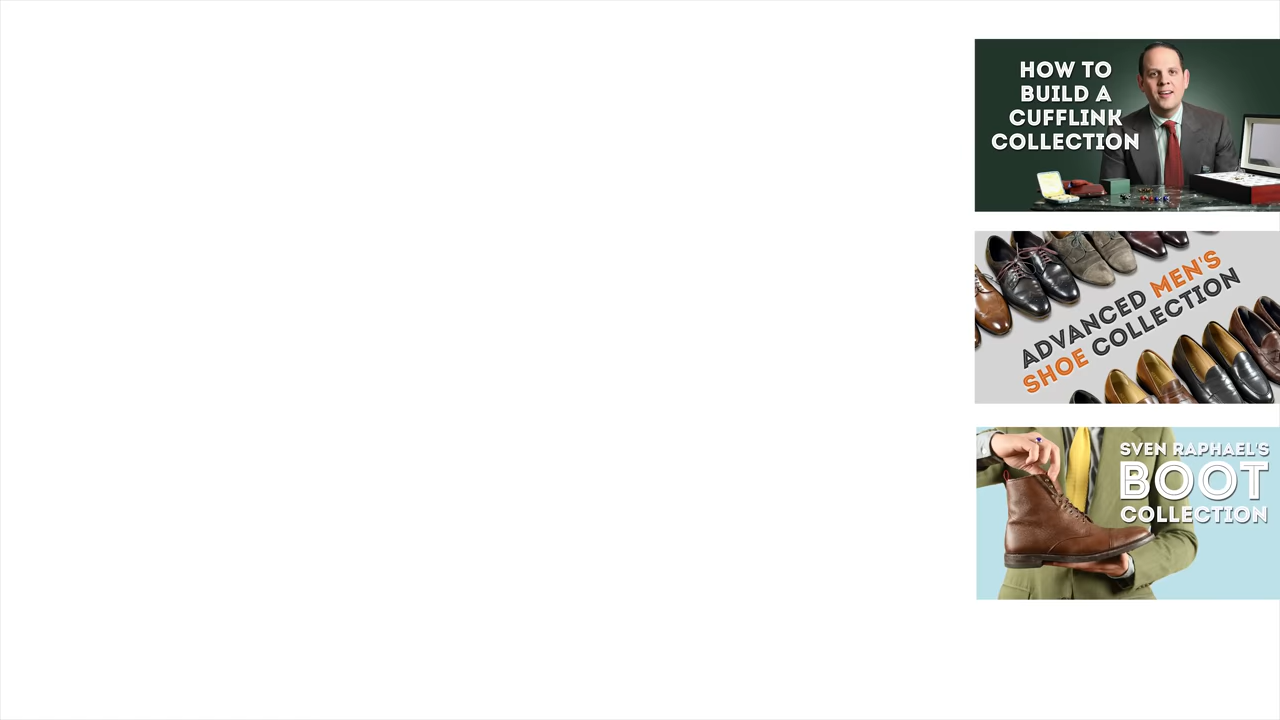 HOW TO
BUILD A
CUFFLINK
COLLECTION
ADVANCED MEN'S
SHOE COLLECTION
SVEN RAPHAEL'S
BOOT
COLLECTION